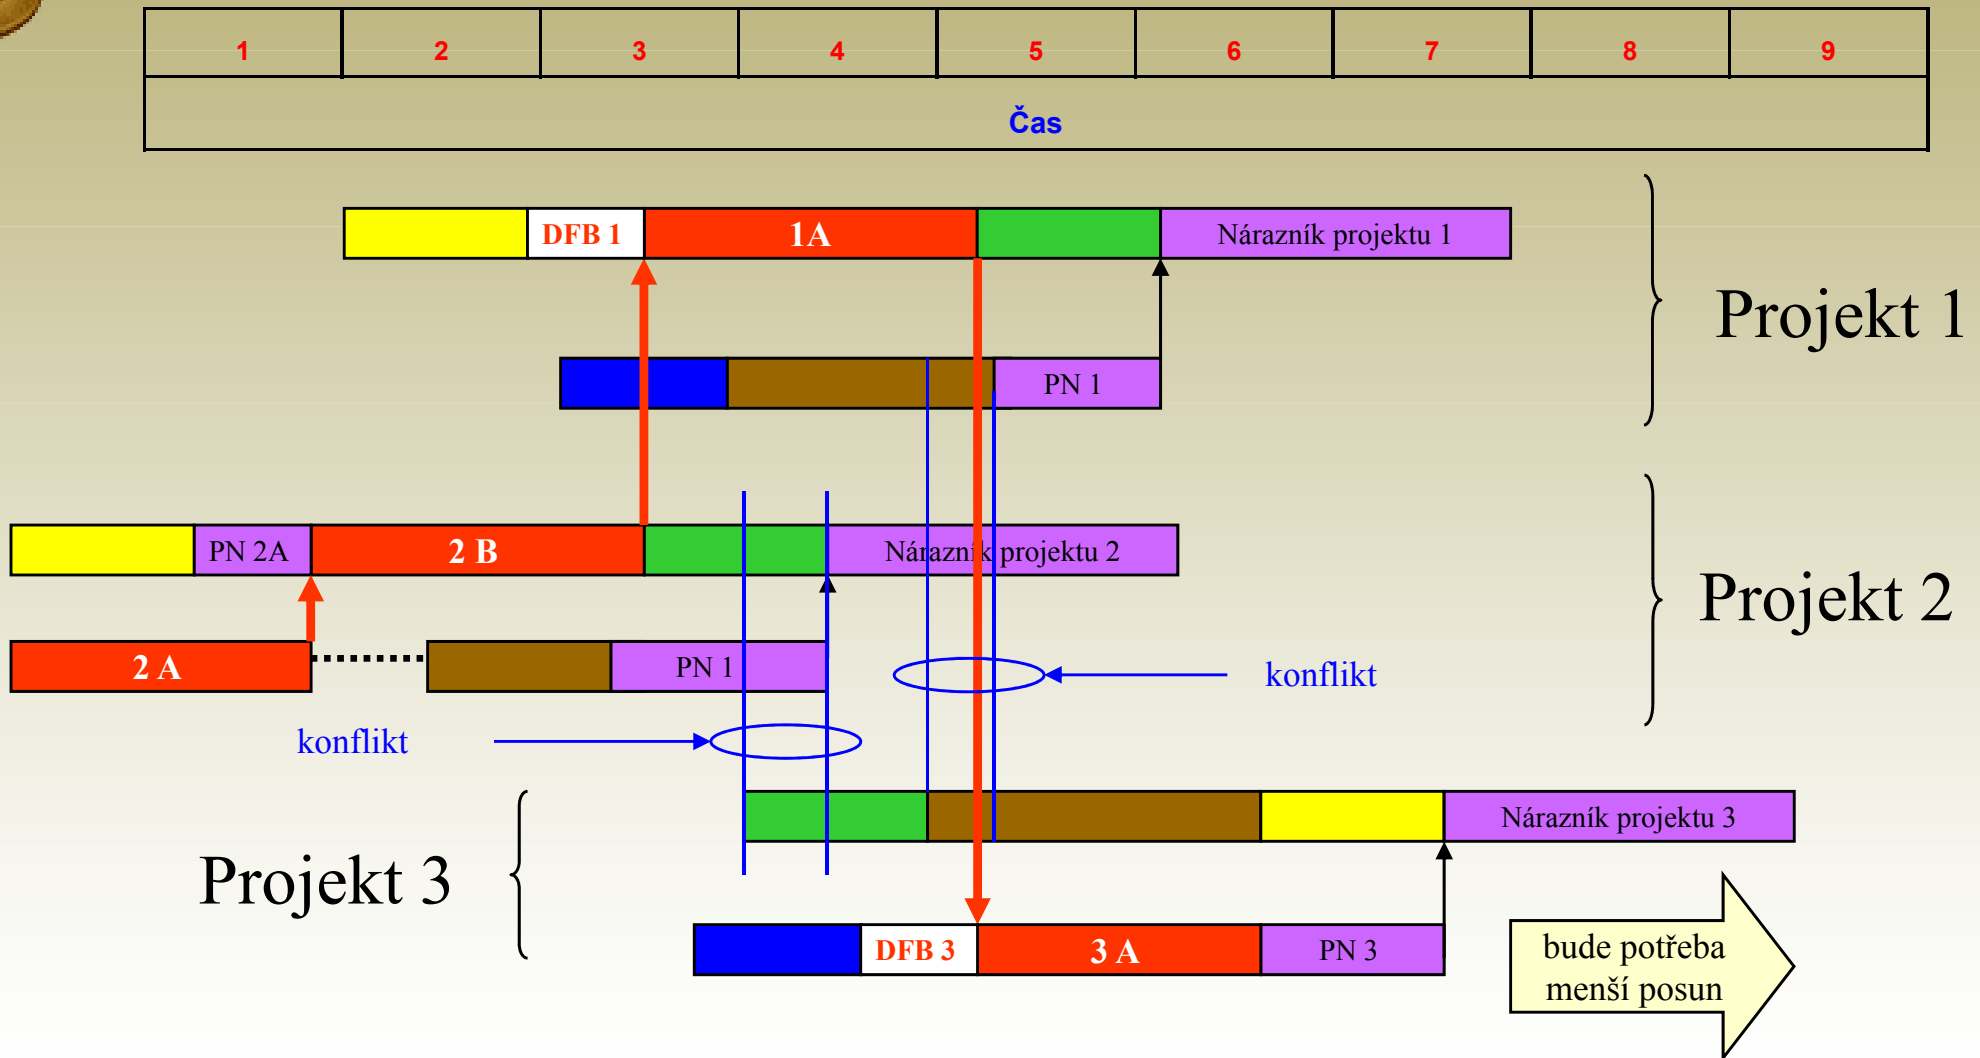 1 2 3 4 5 6 7 8 9
Čas
DFB 1 1A Nárazník projektu 1
Projekt 1
PN 1
PN 2A 2 B Nárazník projektu 2
Projekt 2
2 A PN 1
konflikt
konflikt
Nárazník projektu 3
Projekt 3
DFB 3 3 A PN 3
bude potřeba
menší posun